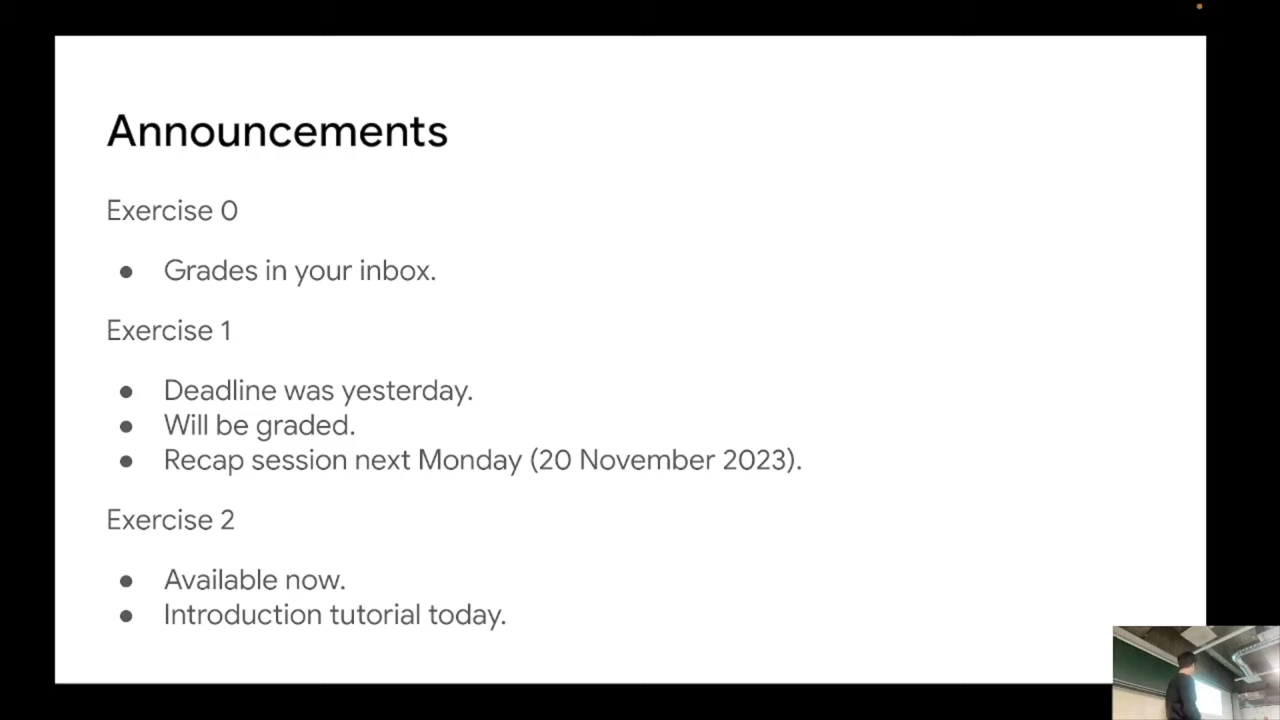 Announcements
Exercise 0
● Grades in your inbox.
Exercise 1
● Deadline was yesterday.
● Will be graded.
● Recap session next Monday (20 November 2023).
Exercise 2
● Available now.
● Introduction tutorial today.